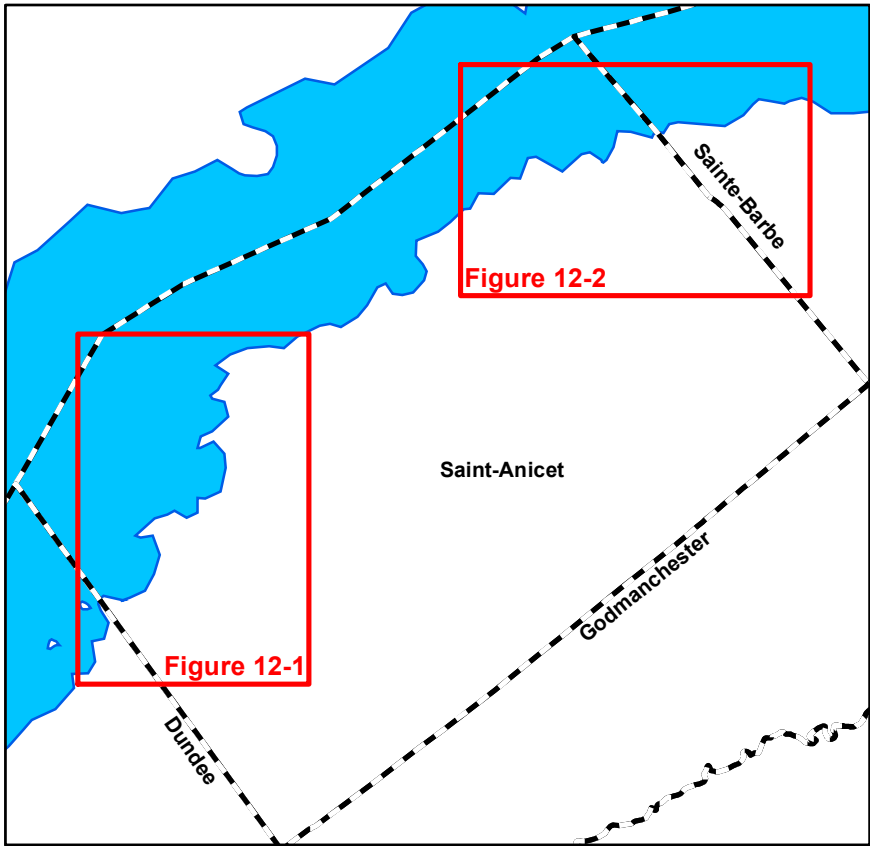 Sainte-Barbe
Figure 12-2
Saint-Anicet
Godmanchester
Figure 12-1
Dundee